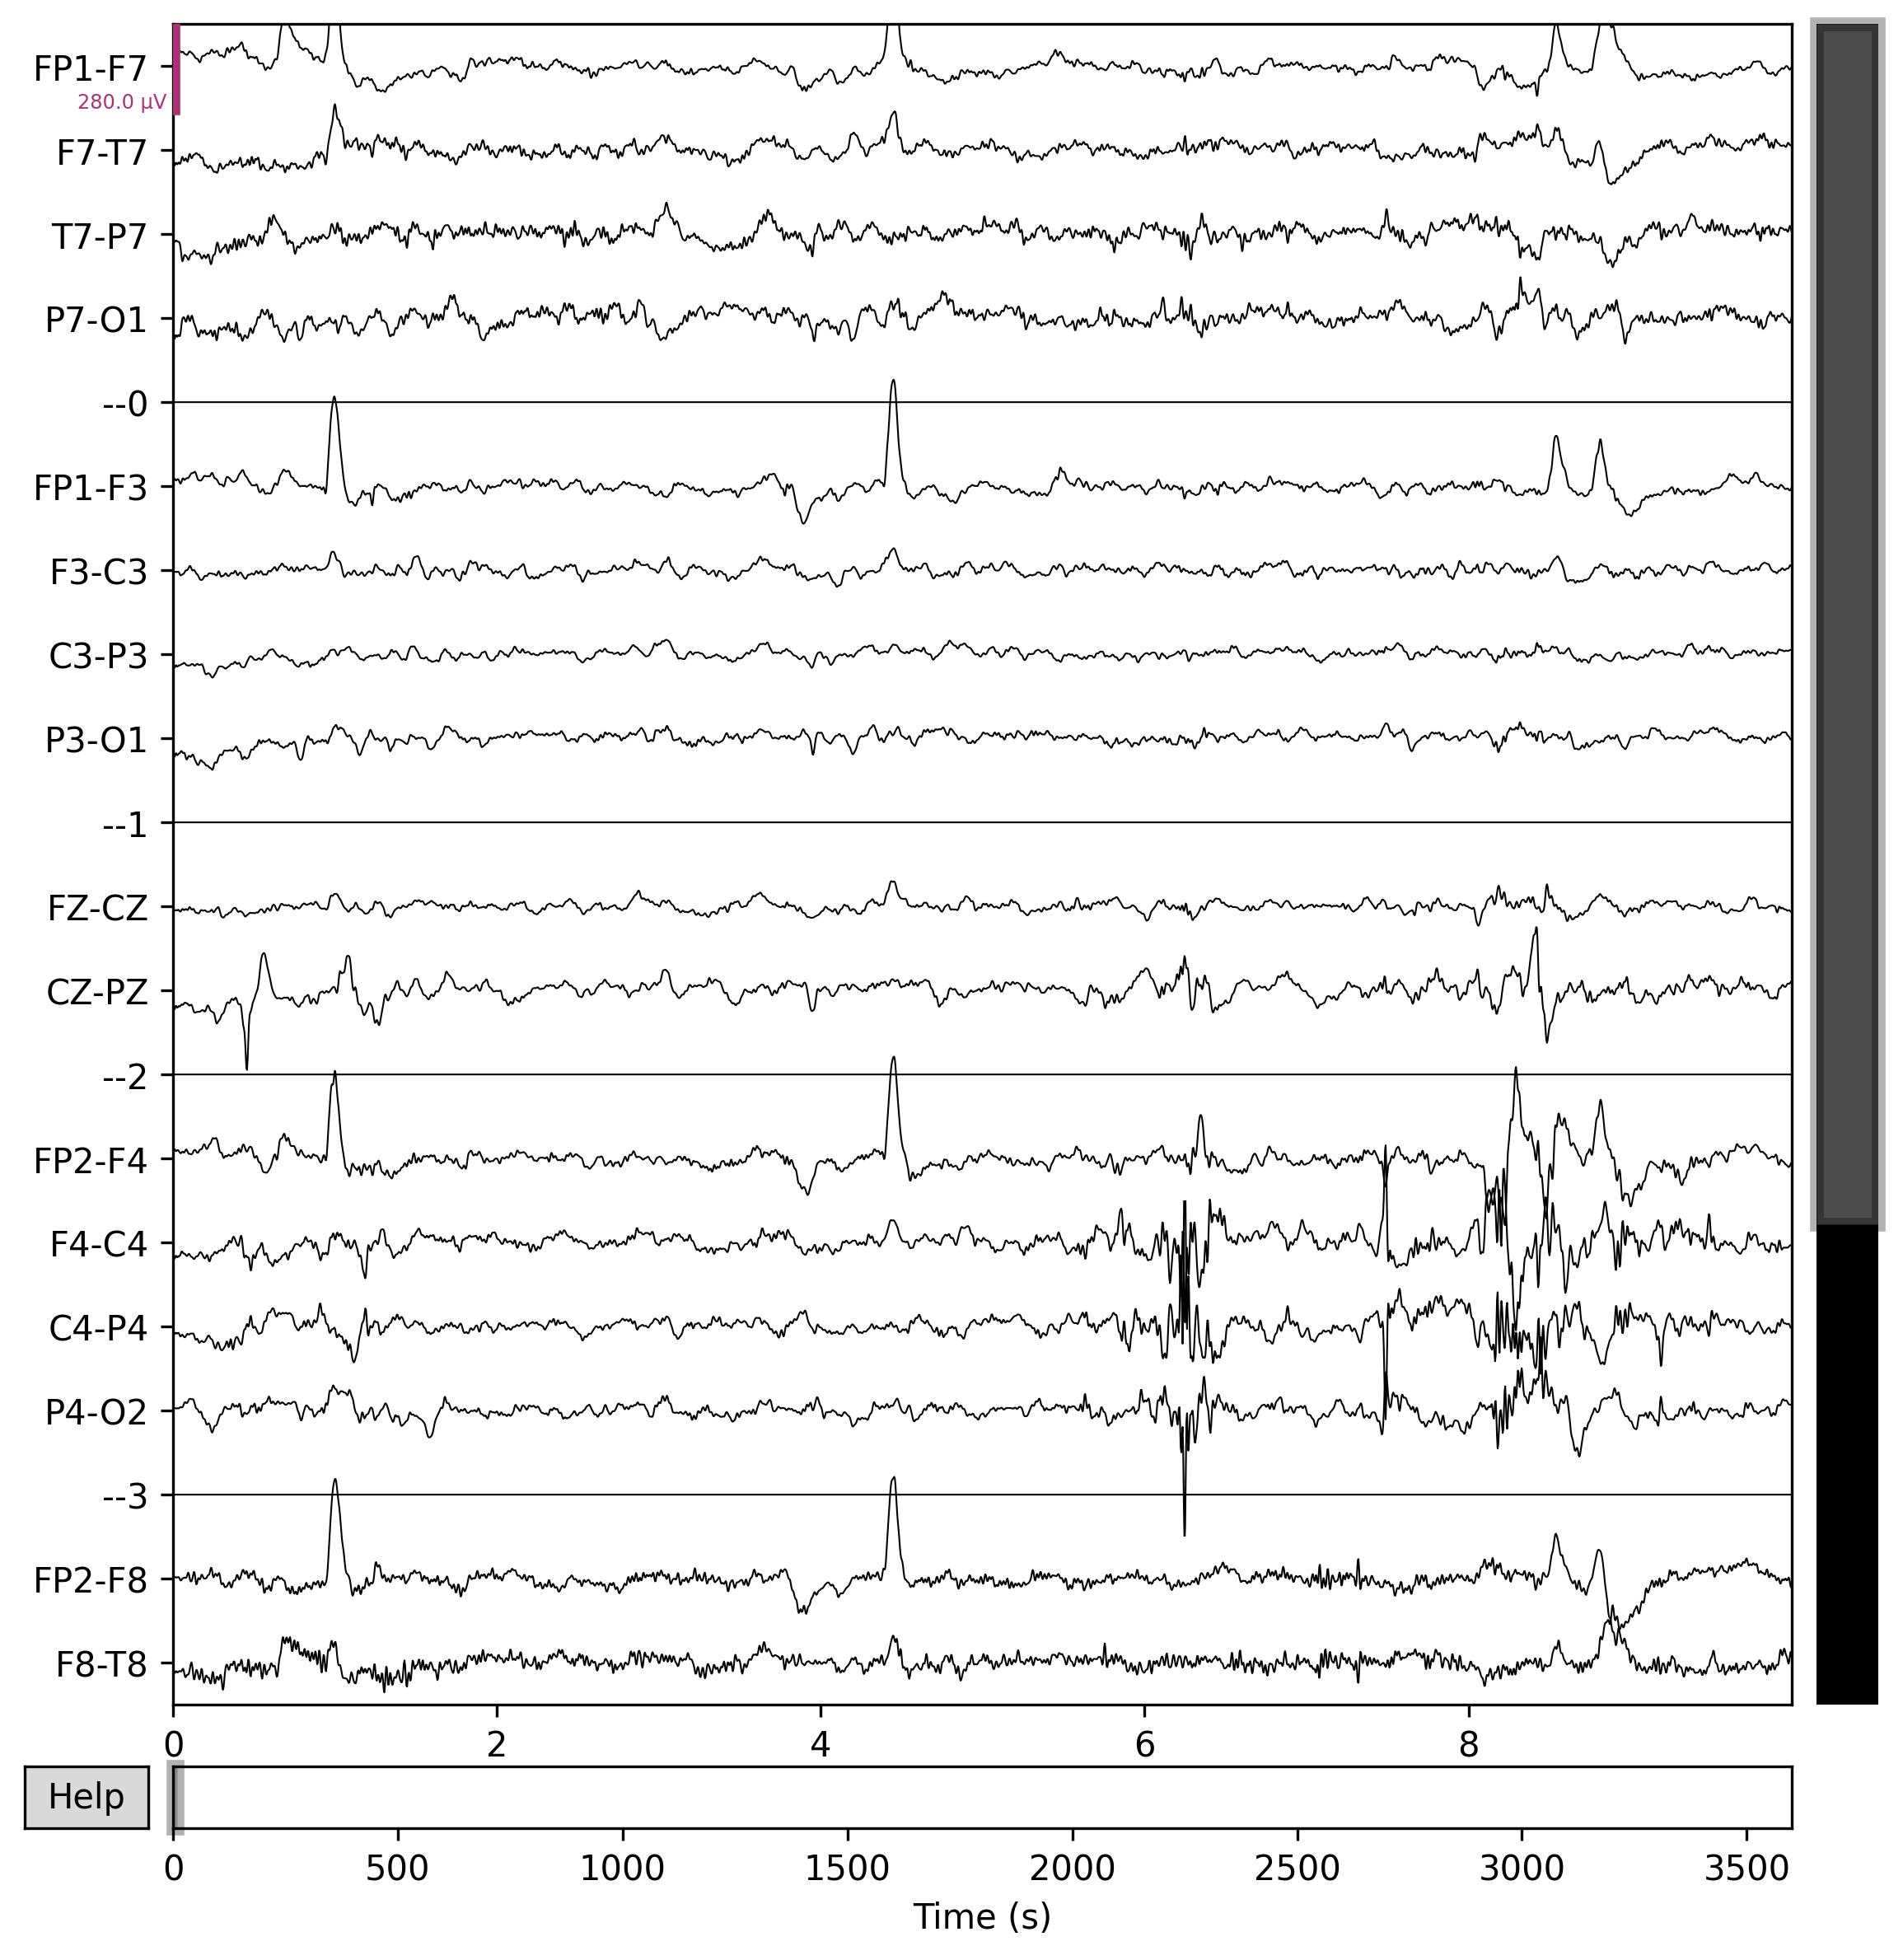 FP1-F7
280.0 µV
F7-T7
T7-P7
P7-O1
--0
FP1-F3
F3-C3
C3-P3
P3-O1
--1
FZ-CZ
CZ-PZ
--2
FP2-F4
F4-C4
C4-P4
P4-O2
--3
FP2-F8
F8-T8
0 2 4 6 8
Help
0 500 1000 1500 2000 2500 3000 3500
Time (s)